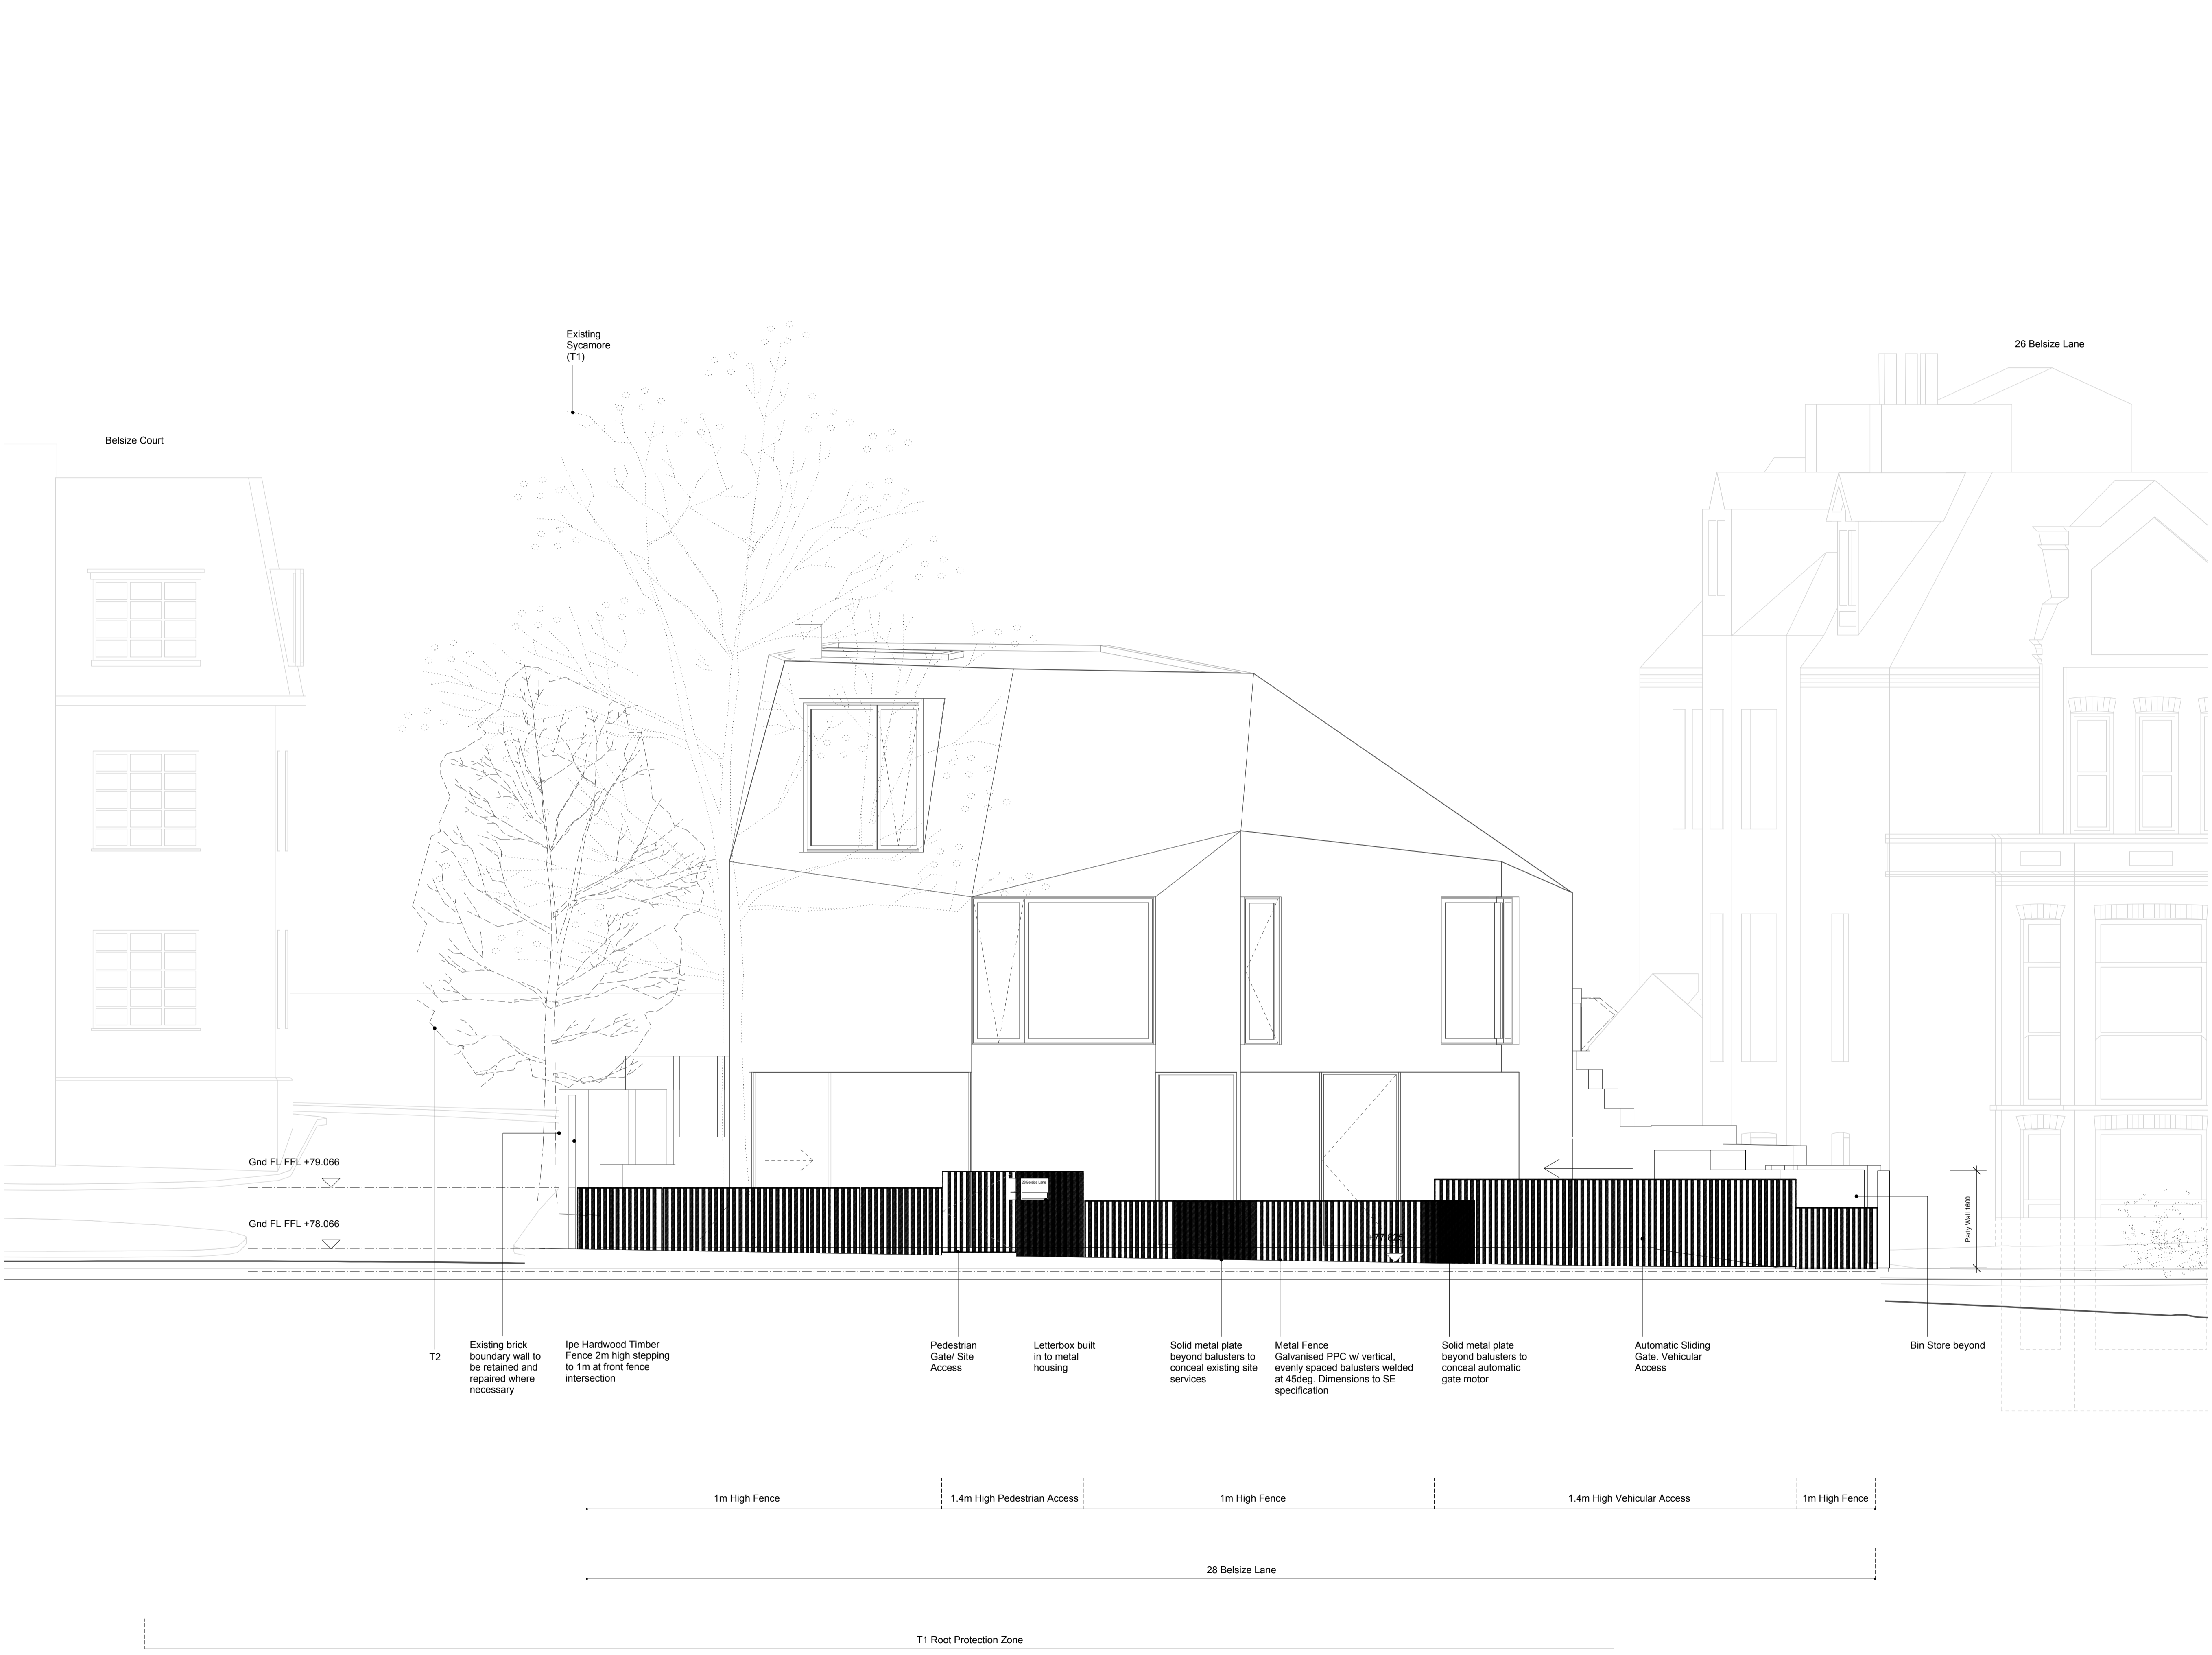 Existing
Sycamore
(T1)
26 Belsize Lane
Belsize Court
Gnd FL FFL +79.066
Gnd FL FFL +78.066
28 Belsize Lane
Party Wall 1600
T2
Existing brick
boundary wall to
be retained and
repaired where
necessary
Ipe Hardwood Timber
Fence 2m high stepping
to 1m at front fence
intersection
Pedestrian
Gate/ Site
Access
Letterbox built
in to metal
housing
Solid metal plate
beyond balusters to
conceal existing site
services
Metal Fence
Galvanised PPC w/ vertical,
evenly spaced balusters welded
at 45deg. Dimensions to SE
specification
Solid metal plate
beyond balusters to
conceal automatic
gate motor
Automatic Sliding
Gate. Vehicular
Access
Bin Store beyond
1m High Fence
1.4m High Pedestrian Access
1m High Fence
1.4m High Vehicular Access
1m High Fence
28 Belsize Lane
T1 Root Protection Zone